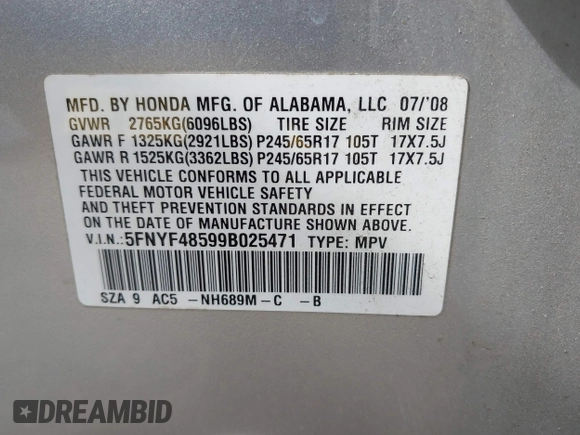 MFD. BY HONDA MFG. OF ALABAMA, LLC 07/'08
GVWR 2765KG(6096LBS) TIRE SIZE RIM SIZE
GAWR F 1325KG(2921LBS) P245/65R17 105T 17X7.5J
GAWR R 1525KG(3362LBS) P245/65R17 105T 17X7.5J
THIS VEHICLE CONFORMS TO ALL APPLICABLE
FEDERAL MOTOR VEHICLE SAFETY
AND THEFT PREVENTION STANDARDS IN EFFECT
ON THE DATE OF MANUFACTURE SHOWN ABOVE.
V.I.N.:5FNYF48599B025471 TYPE: MPV
SZA 9 AC5 -NH689M-C -B
DREAMBID